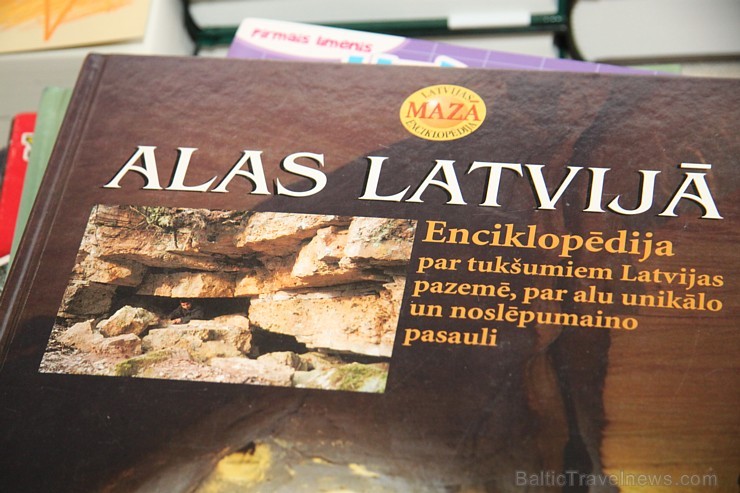 Pirmais līmenis
LATVIJAS
MAZĀ
ENCIKLOPĒDIJA
ALAS LATVIJĀ
Enciklopēdija
par tukšumiem Latvijas
pazemē, par alu unikālo
un noslēpumaino
pasauli
BalticTravelnews.com